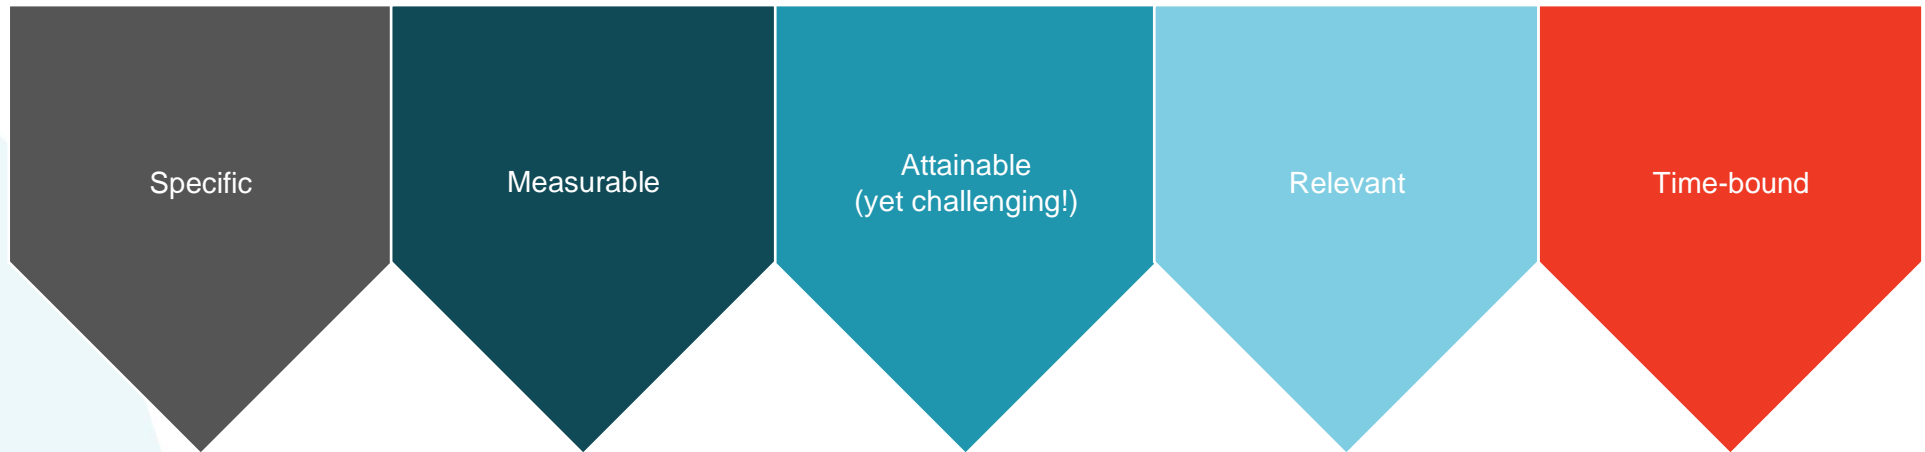 Specific
Measurable
Attainable
(yet challenging!)
Relevant
Time-bound